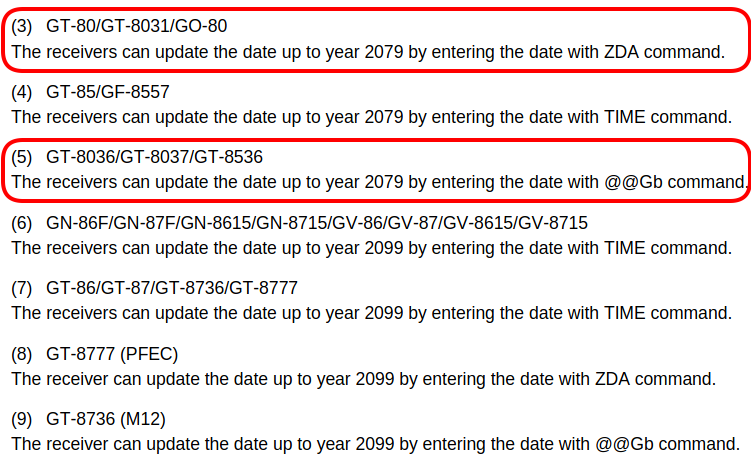 (3) GT-80/GT-8031/GO-80
The receivers can update the date up to year 2079 by entering the date with ZDA command.
(4) GT-85/GF-8557
The receivers can update the date up to year 2079 by entering the date with TIME command.
(5) GT-8036/GT-8037/GT-8536
The receivers can update the date up to year 2079 by entering the date with @@Gb command.
(6) GN-86F/GN-87F/GN-8615/GN-8715/GV-86/GV-87/GV-8615/GV-8715
The receivers can update the date up to year 2099 by entering the date with TIME command.
(7) GT-86/GT-87/GT-8736/GT-8777
The receivers can update the date up to year 2099 by entering the date with TIME command.
(8) GT-8777 (PFEC)
The receiver can update the date up to year 2099 by entering the date with ZDA command.
(9) GT-8736 (M12)
The receiver can update the date up to year 2099 by entering the date with @@Gb command.